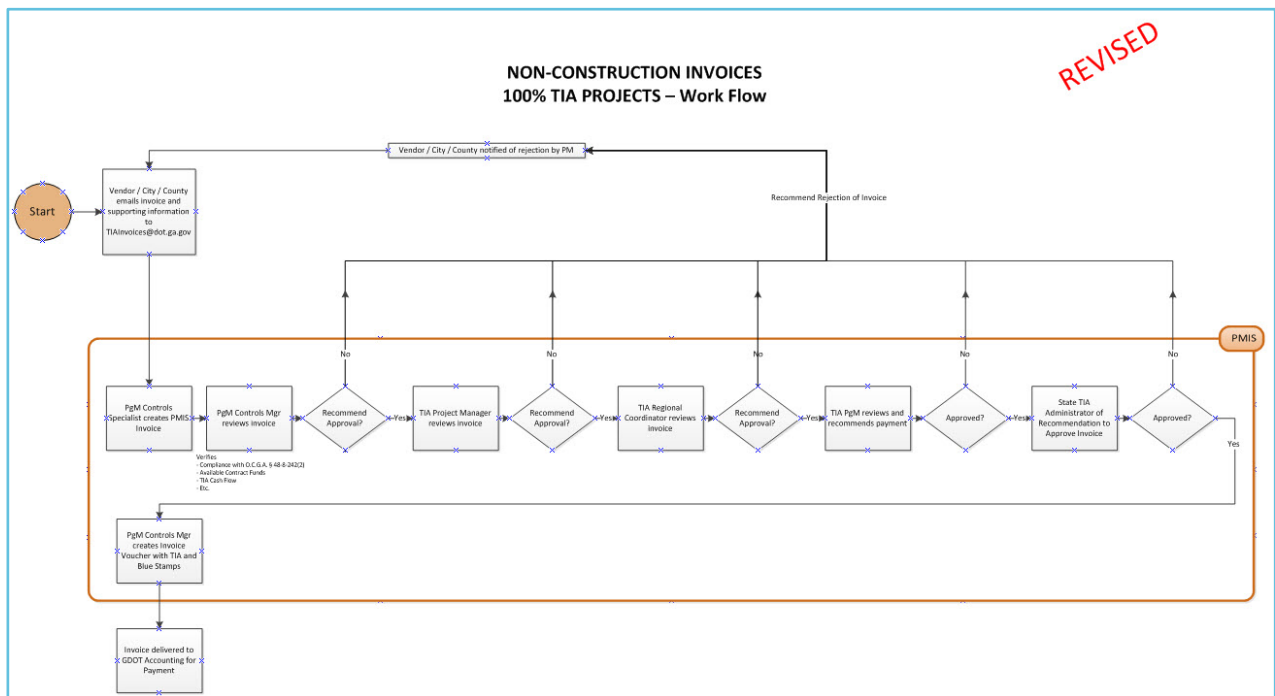 REVISED
NON-CONSTRUCTION INVOICES
100% TIA PROJECTS – Work Flow
Vendor / City / County notified of rejection by PM
Start
Vendor / City / County
emails invoice and
supporting information
to
TIAInvoices@dot.ga.gov
Recommend Rejection of Invoice
PMIS
No
No
No
No
No
PgM Controls
Specialist creates PMIS
Invoice
PgM Controls Mgr
reviews invoice
Recommend
Approval?
Yes
TIA Project Manager
reviews invoice
Recommend
Approval?
Yes
TIA Regional
Coordinator reviews
invoice
Recommend
Approval?
Yes
TIA PgM reviews and
recommends payment
Approved?
Yes
State TIA
Administrator of
Recommendation to
Approve Invoice
Approved?
Yes
Verifies
- Compliance with O.C.G.A. § 48-8-242(2)
- Available Contract Funds
- TIA Cash Flow
- Etc.
PgM Controls Mgr
creates Invoice
Voucher with TIA and
Blue Stamps
Invoice delivered to
GDOT Accounting for
Payment